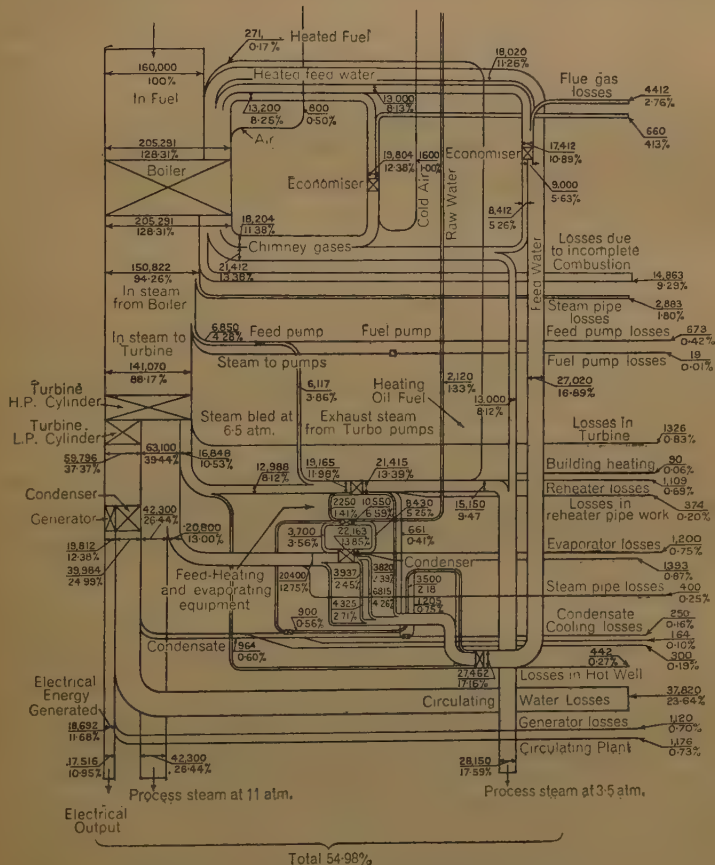 271,
0·17%
Heated Fuel
160,000
100%
In Fuel
Heated feed water
18,020
11·26%
13,200
8·25%
800
0·50%
Air
13,000
8·13%
Flue gas
losses
4412
2·76%
660
413%
205,291
128·31%
Boiler
Economiser
19,804
12·38%
1600
1·00%
Cold Air
Raw Water
Economiser
17,412
10·89%
9,000
5·63%
8,412
5·26%
Feed Water
205,291
128·31%
18,204
11·38%
Chimney gases
21,412
13·38%
150,822
94·26%
In steam
from Boiler
Losses due
to incomplete
Combustion
14,863
9·29%
Steam pipe
losses
2,883
1·80%
In steam to
Turbine
141,070
88·17%
6,850
4·28%
Feed pump
Fuel pump
Feed pump losses
673
0·42%
Steam to pumps
Fuel pump losses
19
0·01%
Turbine
H.P. Cylinder
6,117
3·86%
Heating
Oil Fuel
2,120
1·33%
13,000
8·12%
27,020
16·89%
Turbine
L.P. Cylinder
Steam bled at
6·5 atm.
Exhaust steam
from Turbo pumps
Losses in
Turbine
1326
0·83%
59,796
37·37%
63,100
39·44%
16,848
10·53%
12,988
8·12%
19,165
11·98%
21,415
13·39%
Building heating
90
0·06%
Reheater losses
1,109
0·69%
Condenser
Generator
42,300
26·44%
20,800
13·00%
2250
1·41%
10,550
6·59%
8,430
5·25%
15,150
9·47
Losses in
reheater pipe work
374
0·20%
3,700
3·56%
22,163
13·85%
661
0·41%
Evaporator losses
1,200
0·75%
19,812
12·38%
39,984
24·99%
Feed-Heating
and evaporating
equipment
Condenser
1393
0·87%
20400
12·75%
3937
2·45%
3820
2·39%
3500
2·18
6815
4·26%
1,205
0·75%
Steam pipe losses
400
0·25%
900
0·56%
4325
2·71%
Condensate
Cooling losses
250
0·16%
164
0·10%
300
0·19%
Condensate
964
0·60%
27,462
17·16%
442
0·27%
Losses in Hot Well
Electrical
Energy
Generated
Circulating
Water Losses
37,820
23·64%
18,692
11·68%
Generator losses
1,120
0·70%
Circulating Plant
1,176
0·73%
17,516
10·95%
42,300
26·44%
28,150
17·59%
Process steam at 11 atm.
Process steam at 3·5 atm.
Electrical
Output
Total 54·98%